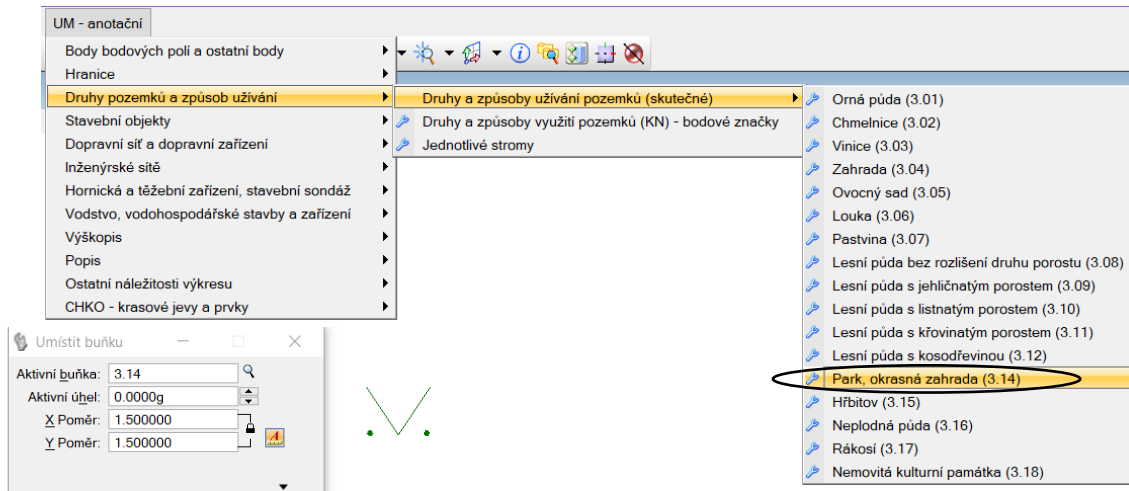 UM - anotační
Body bodových polí a ostatní body
Hranice
Druhy pozemků a způsob užívání
Stavební objekty
Dopravní síť a dopravní zařízení
Inženýrské sítě
Hornická a těžební zařízení, stavební sondáž
Vodstvo, vodohospodářské stavby a zařízení
Výškopis
Popis
Ostatní náležitosti výkresu
CHKO - krasové jevy a prvky
Druhy a způsoby užívání pozemků (skutečné)
Druhy a způsoby využití pozemků (KN) - bodové značky
Jednotlivé stromy
Orná půda (3.01)
Chmelnice (3.02)
Vinice (3.03)
Zahrada (3.04)
Ovocný sad (3.05)
Louka (3.06)
Pastvina (3.07)
Lesní půda bez rozlišení druhu porostu (3.08)
Lesní půda s jehličnatým porostem (3.09)
Lesní půda s listnatým porostem (3.10)
Lesní půda s křovinatým porostem (3.11)
Lesní půda s kosodřevinou (3.12)
Park, okrasná zahrada (3.14)
Hřbitov (3.15)
Neplodná půda (3.16)
Rákosí (3.17)
Nemovitá kulturní památka (3.18)
Umístit buňku
Aktivní buňka: 3.14
Aktivní úhel: 0.0000g
X Poměr: 1.500000
Y Poměr: 1.500000
A